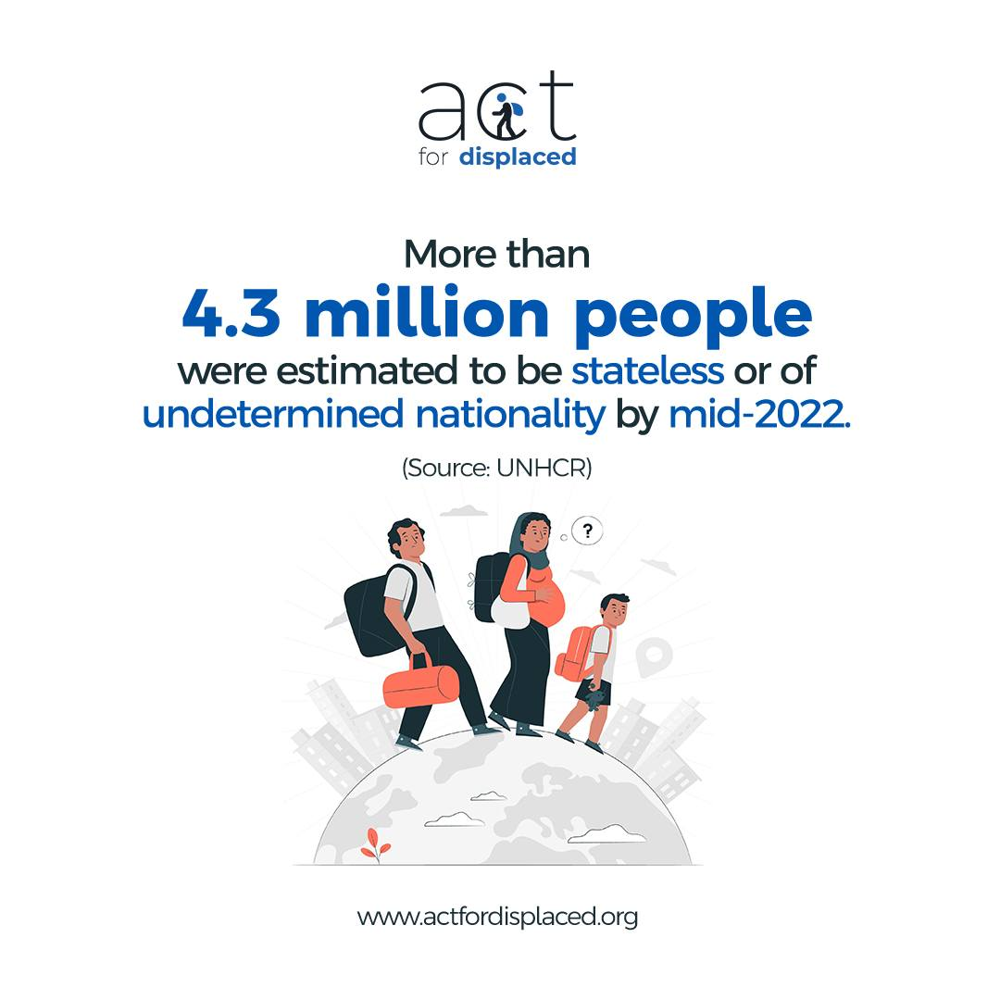 act
for displaced
More than
4.3 million people
were estimated to be stateless or of
undetermined nationality by mid-2022.
(Source: UNHCR)
?
www.actfordisplaced.org